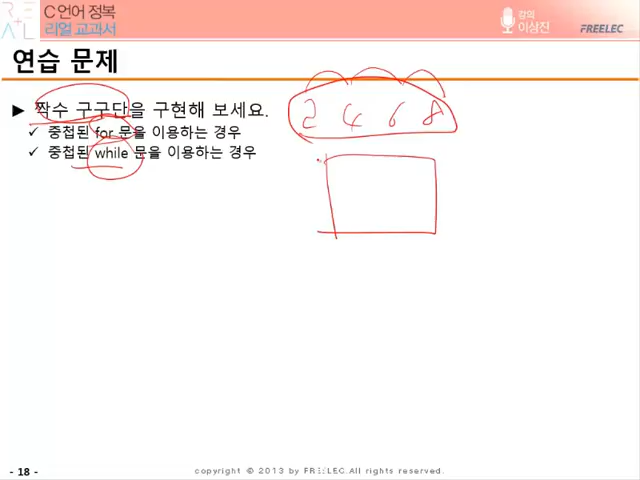 RE
AL
C 언어 정복
리얼 교과서
강의
이상진
FREELEC
연습 문제
► 짝수 구구단을 구현해 보세요.
✓ 중첩된 for 문을 이용하는 경우
✓ 중첩된 while 문을 이용하는 경우
2 4 6 8
- 18 -
copyright © 2013 by FREELEC.All rights reserved.